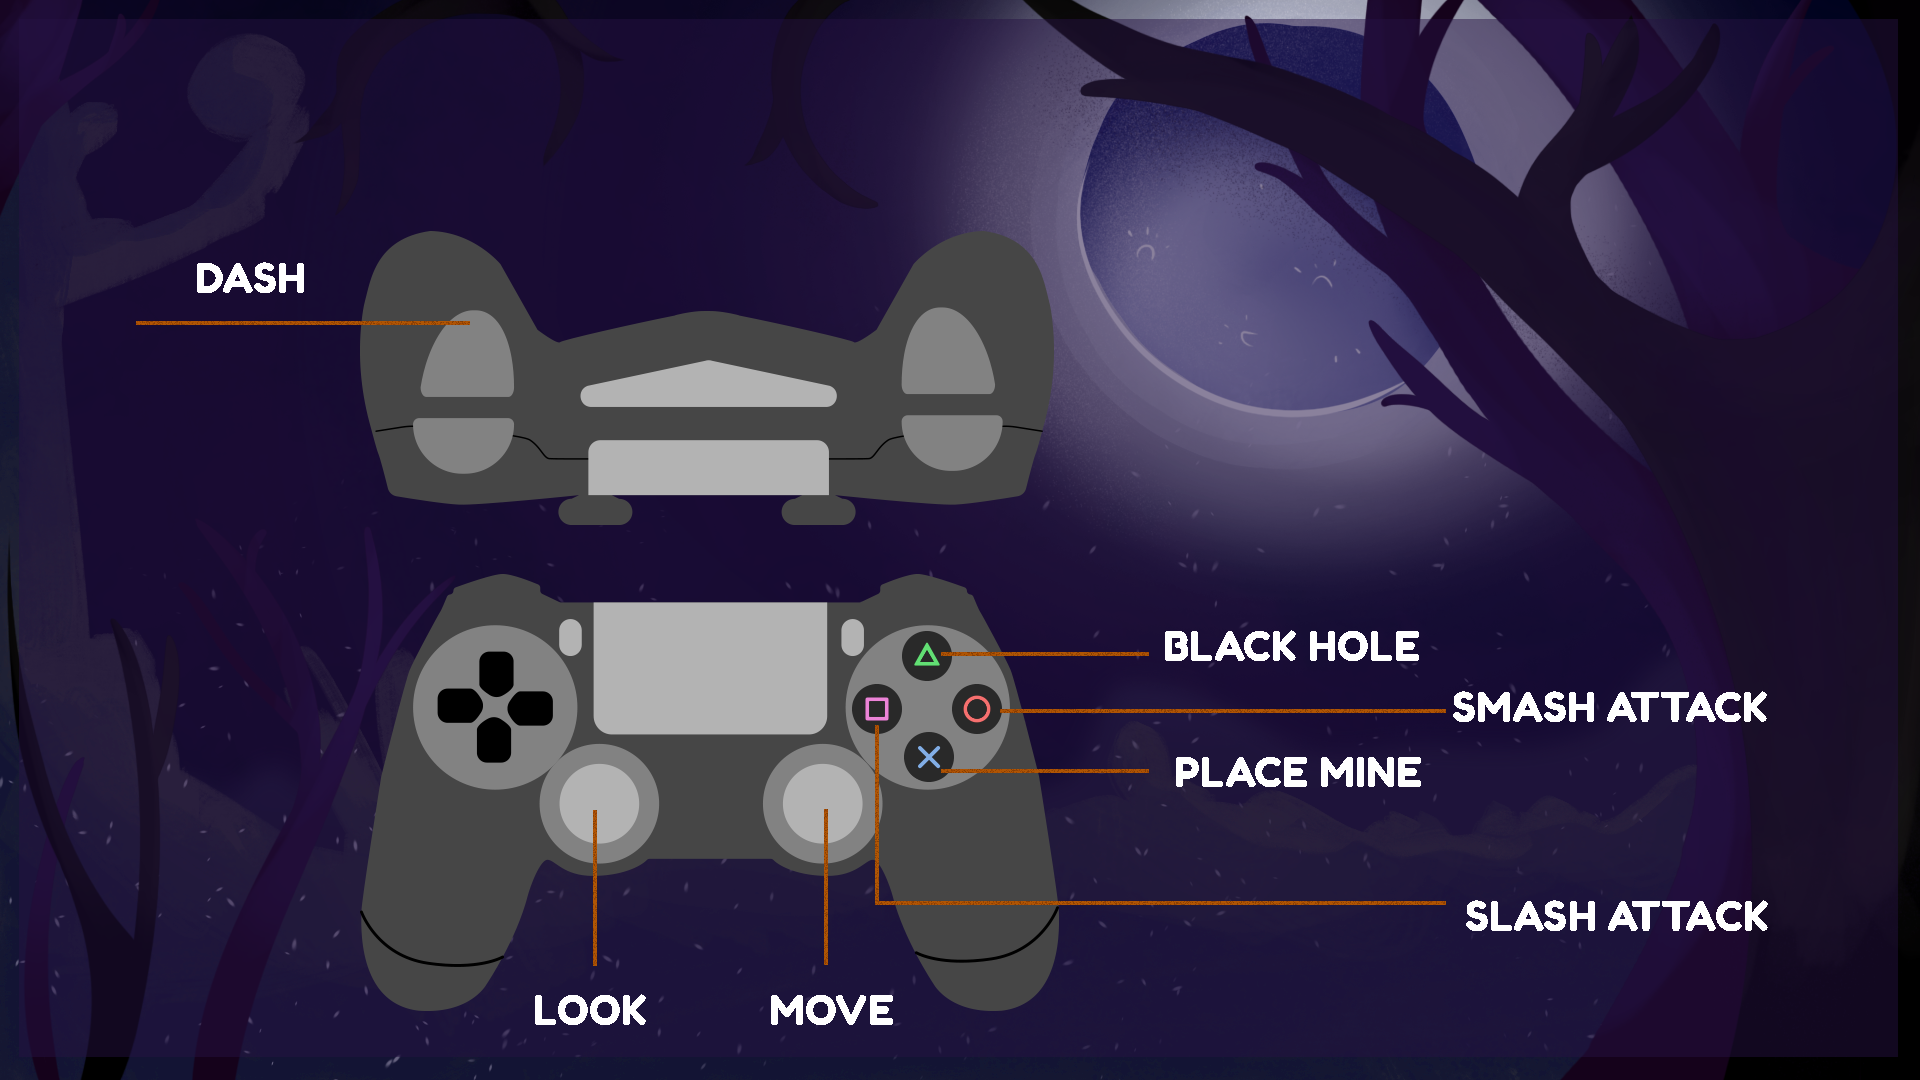 DASH
BLACK HOLE
SMASH ATTACK
PLACE MINE
SLASH ATTACK
LOOK
MOVE